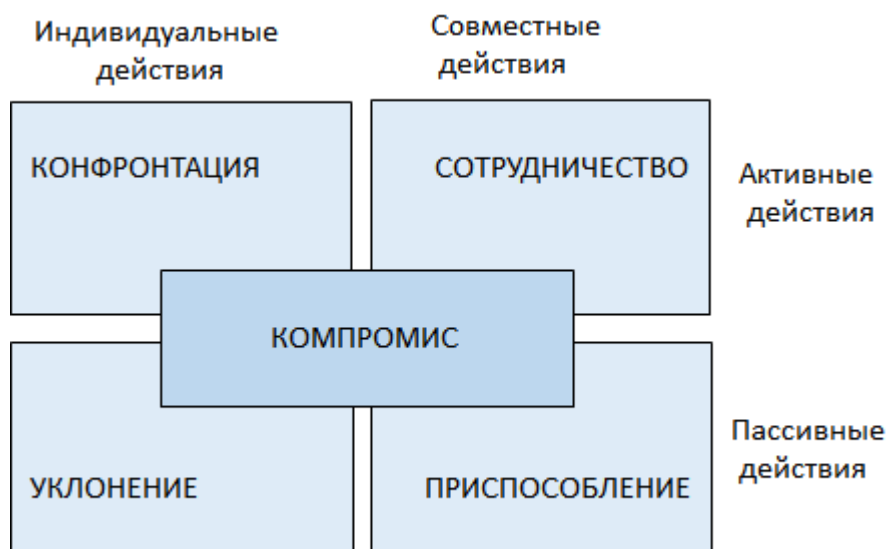 Индивидуальные
действия
Совместные
действия
КОНФРОНТАЦИЯ
СОТРУДНИЧЕСТВО
Активные
действия
КОМПРОМИС
Пассивные
действия
УКЛОНЕНИЕ
ПРИСПОСОБЛЕНИЕ